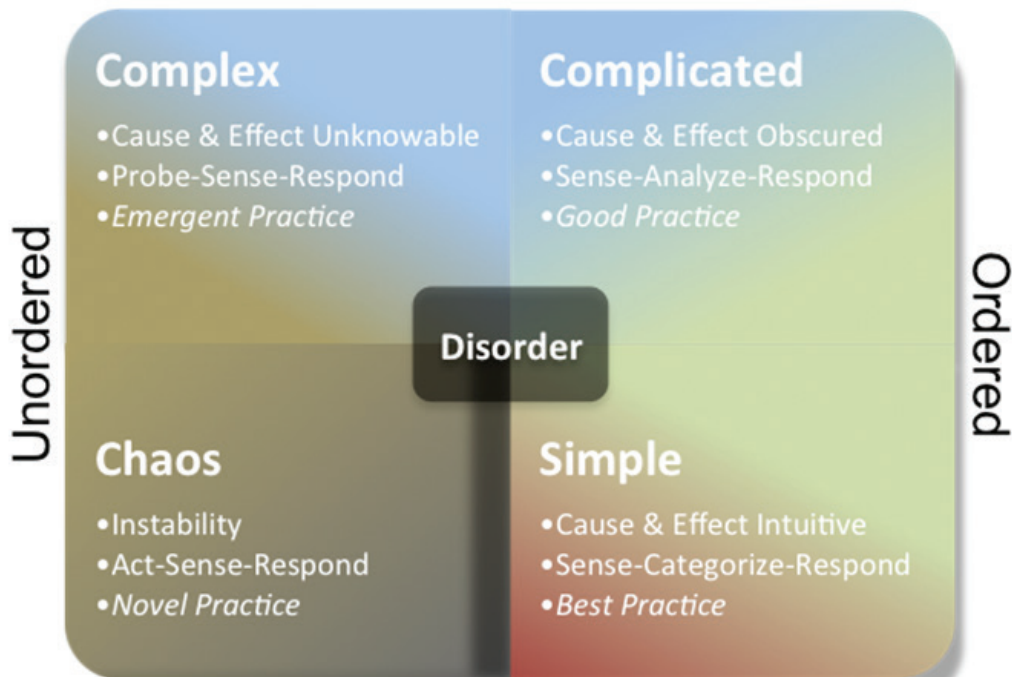 Complex
•Cause & Effect Unknowable
•Probe-Sense-Respond
•Emergent Practice
Complicated
•Cause & Effect Obscured
•Sense-Analyze-Respond
•Good Practice
Unordered
Disorder
Ordered
Chaos
•Instability
•Act-Sense-Respond
•Novel Practice
Simple
•Cause & Effect Intuitive
•Sense-Categorize-Respond
•Best Practice